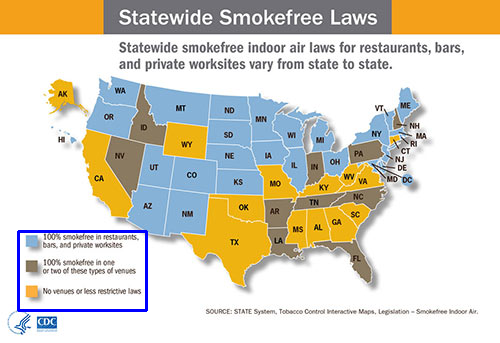 Statewide Smokefree Laws
Statewide smokefree indoor air laws for restaurants, bars,
and private worksites vary from state to state.
AK
WA
MT
ND
MN
VT
ME
OR
ID
SD
WI
MI
NY
NH
MA
RI
HI
WY
NE
IA
PA
CT
NJ
DE
MD
DC
NV
UT
CO
KS
IL
IN
OH
WV
VA
CA
MO
KY
NC
AZ
NM
OK
AR
TN
SC
TX
MS
AL
GA
LA
FL
100% smokefree in restaurants,
bars, and private worksites
100% smokefree in one
or two of these types of venues
No venues or less restrictive laws
SOURCE: STATE System, Tobacco Control Interactive Maps, Legislation – Smokefree Indoor Air.
CDC